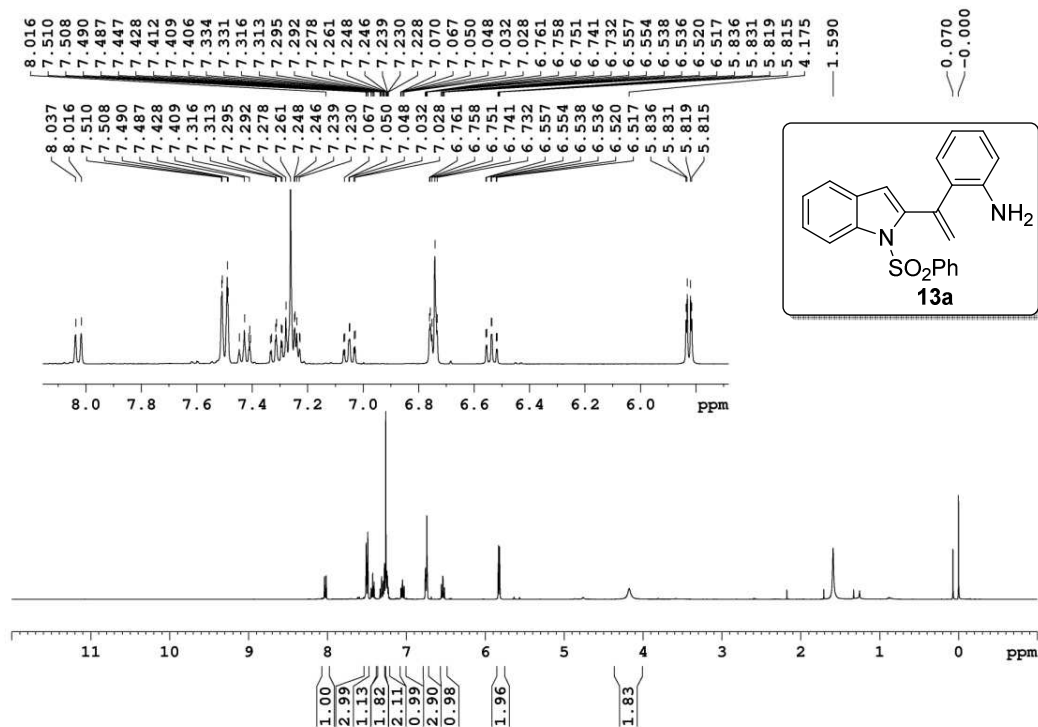 8.016 7.510 7.508 7.490 7.487 7.447 7.428 7.412 7.409 7.406 7.334 7.331 7.316 7.313 7.295 7.292 7.278 7.261 7.248 7.246 7.239 7.230 7.228 7.070 7.067 7.050 7.048 7.032 7.028 6.761 6.758 6.751 6.741 6.732 6.557 6.554 6.538 6.536 6.520 6.517 5.836 5.831 5.819 5.815 4.175 1.590 0.070 -0.000
8.037 8.016 7.510 7.508 7.490 7.487 7.428 7.409 7.316 7.313 7.295 7.292 7.278 7.261 7.248 7.246 7.239 7.230 7.067 7.050 7.048 7.032 7.028 6.761 6.758 6.751 6.741 6.732 6.557 6.554 6.538 6.536 6.520 6.517 5.836 5.831 5.819 5.815
NH2
N
SO2Ph
13a
8.0 7.8 7.6 7.4 7.2 7.0 6.8 6.6 6.4 6.2 6.0 ppm
11 10 9 8 7 6 5 4 3 2 1 0 ppm
1.00 2.99 1.13 1.82 2.11 0.99 2.90 0.98 1.96 1.83